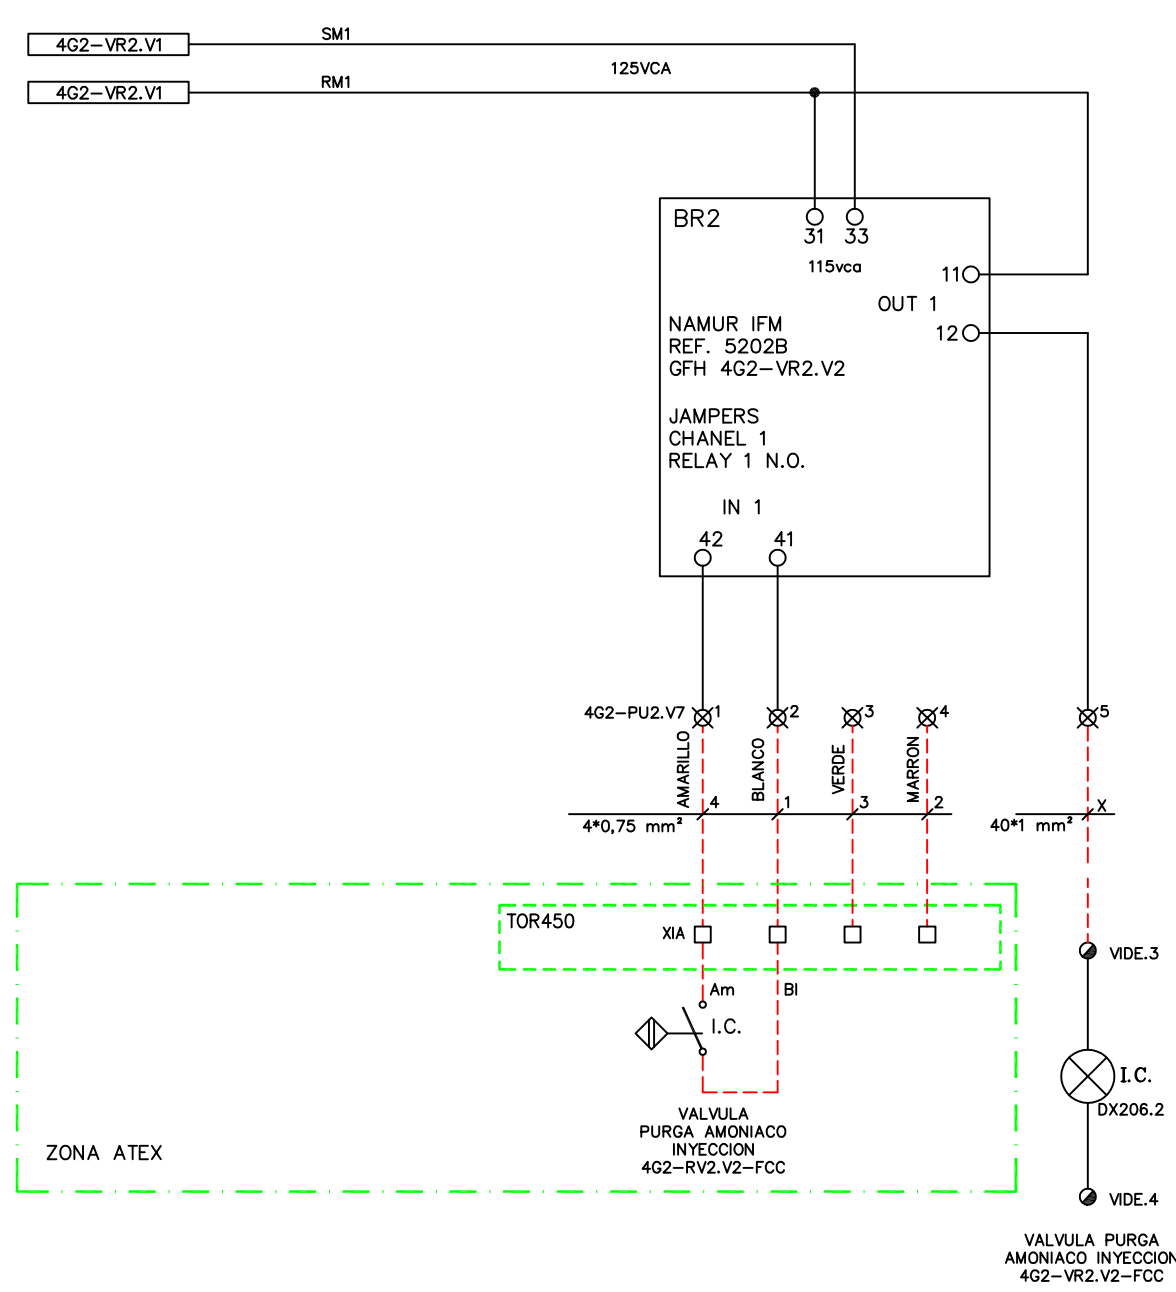 4G2-VR2.V1
SM1
125VCA
4G2-VR2.V1
RM1
BR2
31
33
115vca
11
OUT 1
12
NAMUR IFM
REF. 5202B
GFH 4G2-VR2.V2
JAMPERS
CHANEL 1
RELAY 1 N.O.
IN 1
42
41
4G2-PU2.V7
1
2
3
4
5
AMARILLO
BLANCO
VERDE
MARRON
4
1
3
2
X
4*0,75 mm²
40*1 mm²
TOR450
X1A
VIDE.3
Am
Bl
I.C.
I.C.
DX206.2
VALVULA
PURGA AMONIACO
INYECCION
4G2-RV2.V2-FCC
ZONA ATEX
VIDE.4
VALVULA PURGA
AMONIACO INYECCION
4G2-VR2.V2-FCC